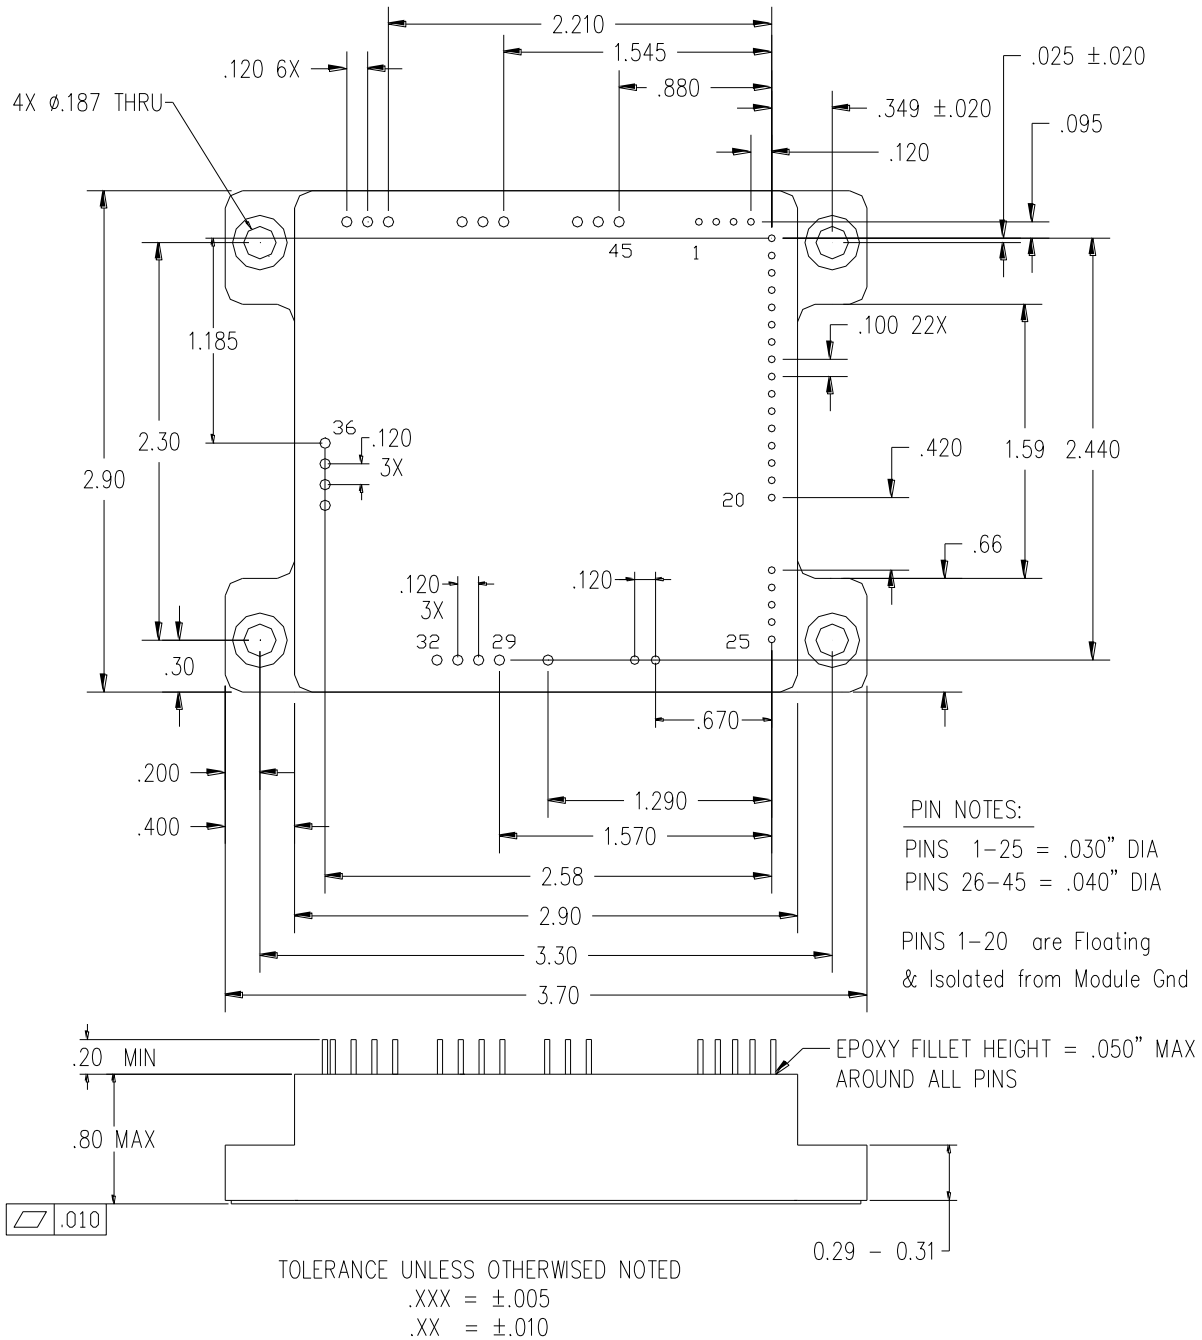 2.210
1.545
.120 6X
.880
.025 ±.020
4X ø.187 THRU
.349 ±.020
.095
.120
45
1
1.185
.100 22X
36
.120
3X
2.30
2.90
.420
1.59
2.440
20
.66
.120
3X
.120
32
29
25
.30
.670
.200
1.290
.400
1.570
2.58
2.90
3.30
3.70
PIN NOTES:
PINS 1-25 = .030" DIA
PINS 26-45 = .040" DIA
PINS 1-20 are Floating
& Isolated from Module Gnd
.20 MIN
EPOXY FILLET HEIGHT = .050" MAX
AROUND ALL PINS
.80 MAX
.010
0.29 - 0.31
TOLERANCE UNLESS OTHERWISED NOTED
.XXX = ±.005
.XX = ±.010